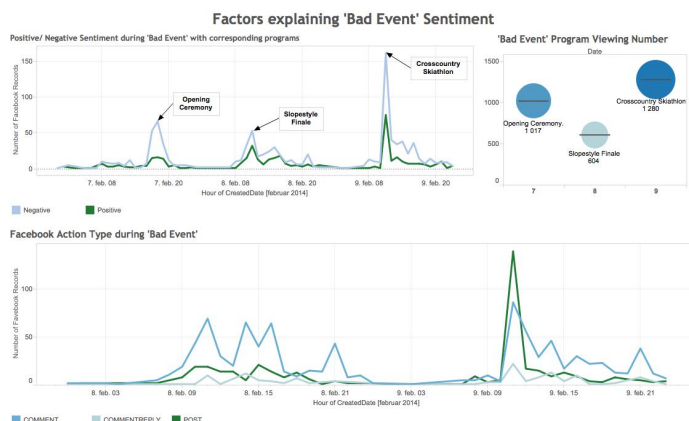 Factors explaining 'Bad Event' Sentiment
Positive/ Negative Sentiment during 'Bad Event' with corresponding programs
Number of Facebook Records
150
100
50
0
Opening
Ceremony
Slopestyle
Finale
Crosscountry
Skiathlon
7. feb. 08
7. feb. 20
8. feb. 08
8. feb. 20
9. feb. 08
9. feb. 20
Hour of CreatedDate [februar 2014]
Negative
Positive
'Bad Event' Program Viewing Number
Date
1500
1000
500
0
Opening Ceremony.
1 017
Slopestyle Finale
604
Crosscountry Skiathlon
1 280
7
8
9
Facebook Action Type during 'Bad Event'
Number of Facebook Records
100
50
0
8. feb. 03
8. feb. 09
8. feb. 15
8. feb. 21
9. feb. 03
9. feb. 09
9. feb. 15
9. feb. 21
Hour of CreatedDate [februar 2014]
COMMENT
COMMENTREPLY
POST